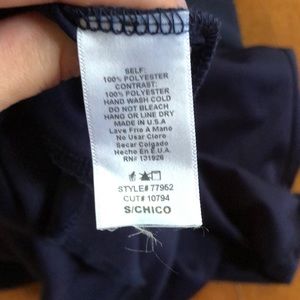 SELF:
100% POLYESTER
CONTRAST:
100% POLYESTER
HAND WASH COLD
DO NOT BLEACH
HANG OR LINE DRY
MADE IN U.S.A
Lave Frio A Mano
No Usar Cloro
Secar Colgado
Hecho En E.U.A.
RN# 131926
STYLE# 77952
CUT# 10794
S/CHICO